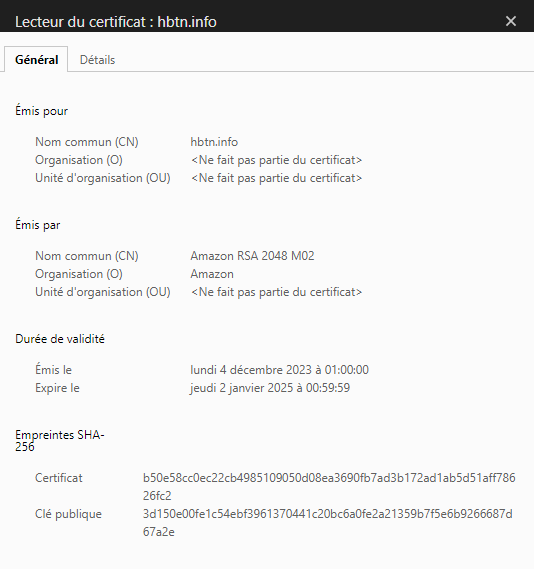 Lecteur du certificat : hbtn.info
Général Détails
Émis pour
Nom commun (CN) hbtn.info
Organisation (O) <Ne fait pas partie du certificat>
Unité d'organisation (OU) <Ne fait pas partie du certificat>
Émis par
Nom commun (CN) Amazon RSA 2048 M02
Organisation (O) Amazon
Unité d'organisation (OU) <Ne fait pas partie du certificat>
Durée de validité
Émis le lundi 4 décembre 2023 à 01:00:00
Expire le jeudi 2 janvier 2025 à 00:59:59
Empreintes SHA-
256
Certificat b50e58cc0ec22cb4985109050d08ea3690fb7ad3b172ad1ab5d51aff786
26fc2
Clé publique 3d150e00fe1c54ebf3961370441c20bc6a0fe2a21359b7f5e6b9266687d
67a2e